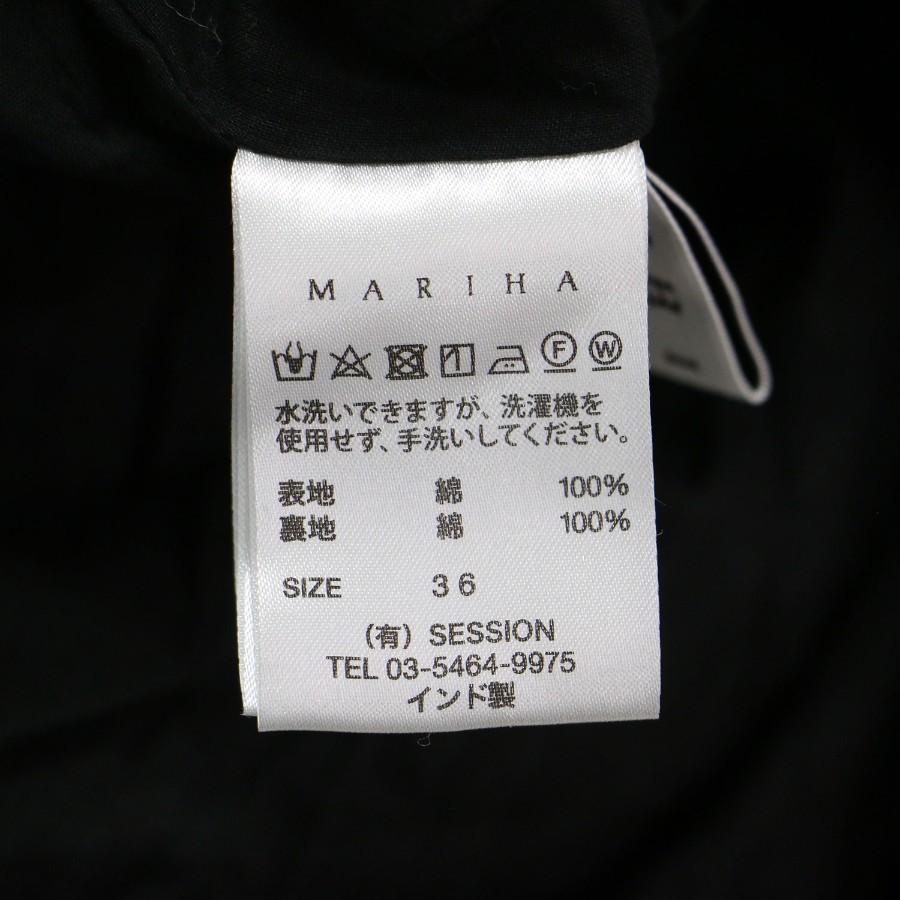 MARIHA
F W
水洗いできますが、洗濯機を
使用せず、手洗いしてください。
表地 綿 100%
裏地 綿 100%
SIZE 36
(有) SESSION
TEL 03-5464-9975
インド製